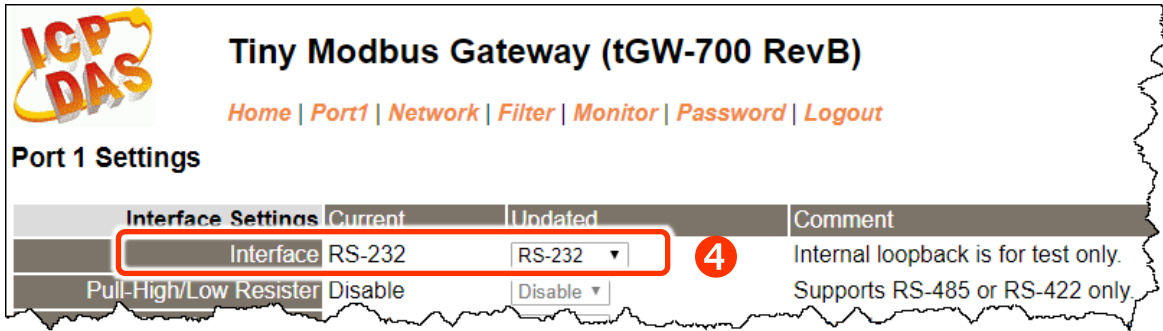 ICP
DAS
Tiny Modbus Gateway (tGW-700 RevB)
Home | Port1 | Network | Filter | Monitor | Password | Logout
Port 1 Settings
Interface Settings Current Updated Comment
Interface RS-232 RS-232 4 Internal loopback is for test only.
Pull-High/Low Resister Disable Disable Supports RS-485 or RS-422 only.